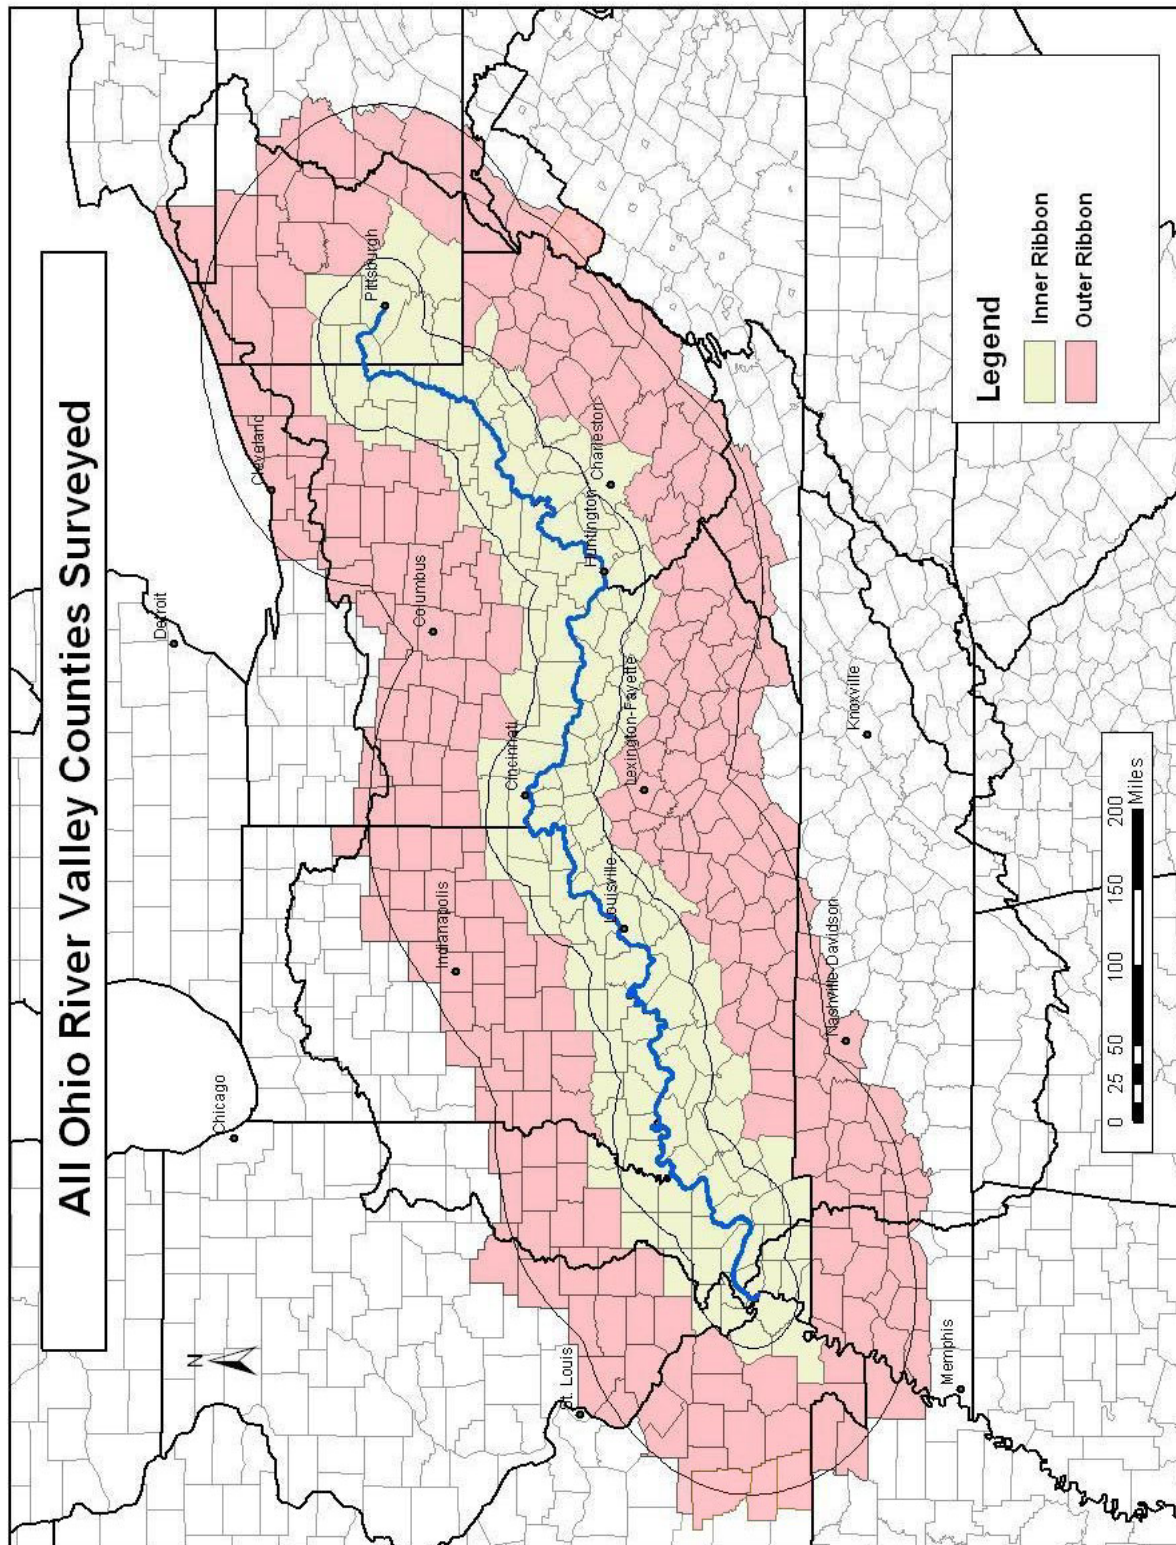 All Ohio River Valley Counties Surveyed
N
Chicago
Detroit
Cleveland
Pittsburgh
Columbus
Indianapolis
Cincinnati
St. Louis
Louisville
Huntington
Charleston
Lexington-Fayette
Nashville-Davidson
Knoxville
Memphis
Legend
Inner Ribbon
Outer Ribbon
0 25 50 100 150 200
Miles